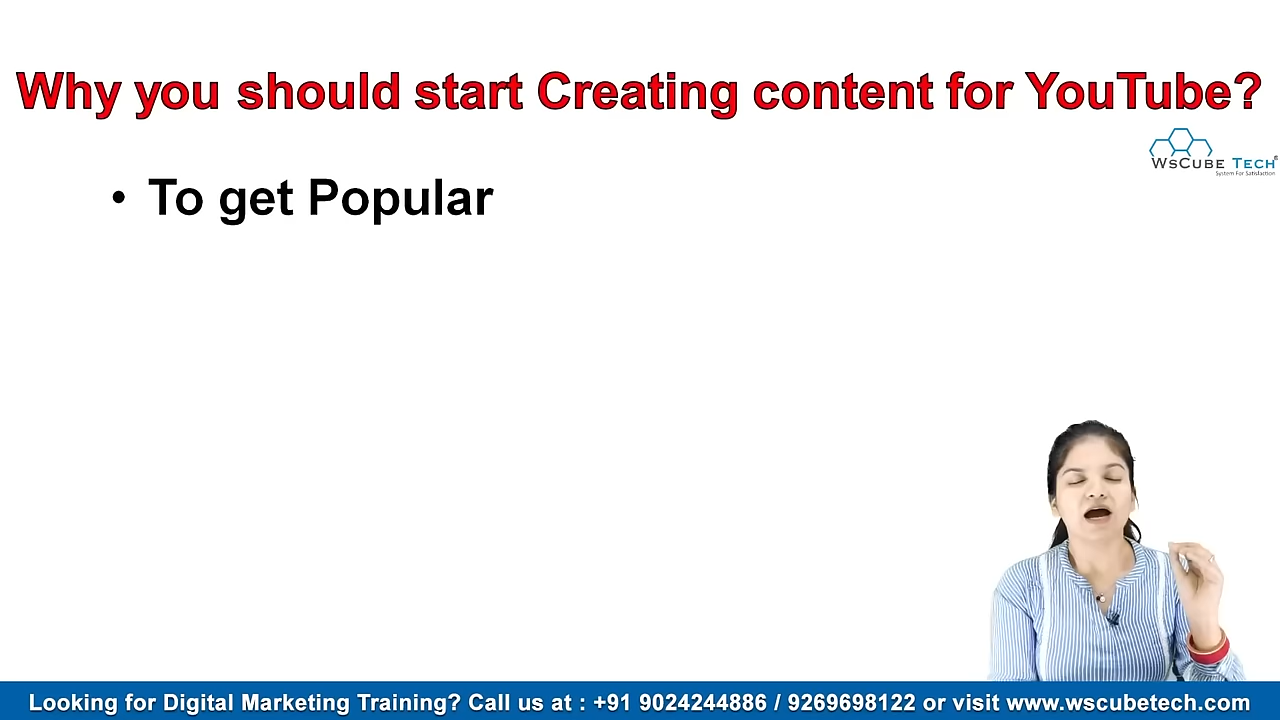 Why you should start Creating content for YouTube?
WSCUBE TECH®
System For Satisfaction
• To get Popular
Looking for Digital Marketing Training? Call us at : +91 9024244886 / 9269698122 or visit www.wscubetech.com